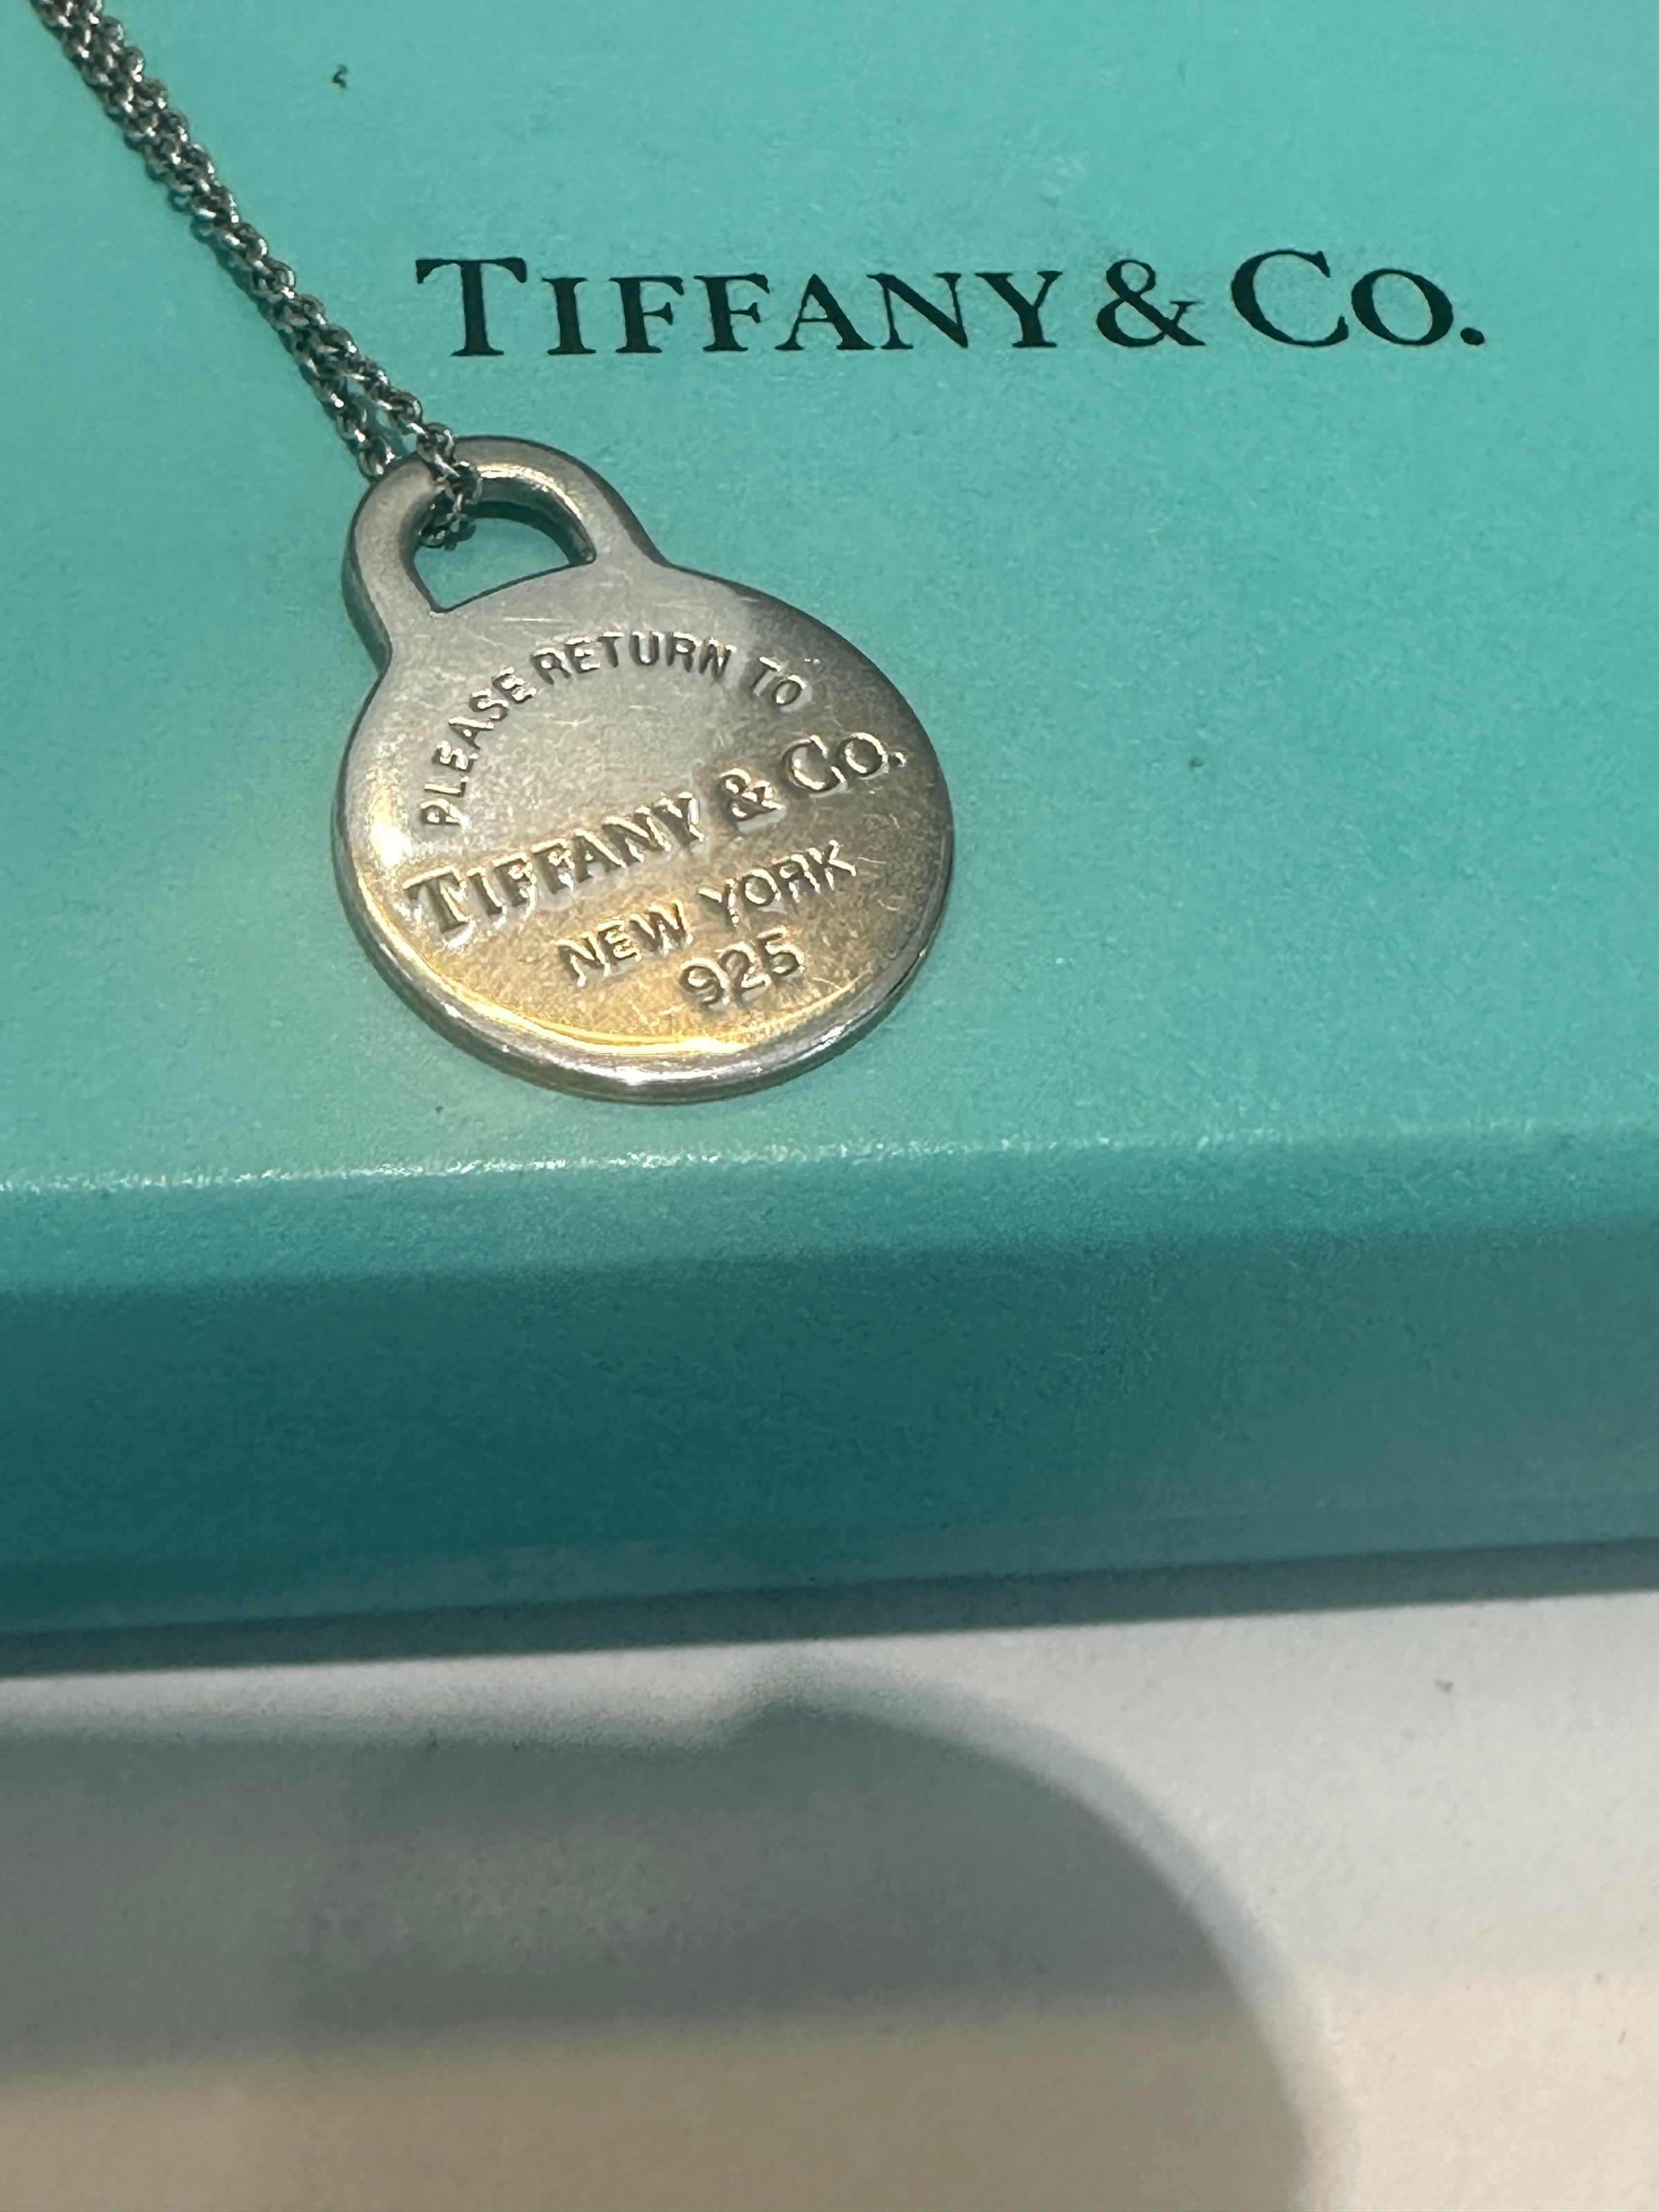 TIFFANY & CO.
PLEASE RETURN TO
TIFFANY & CO.
NEW YORK
925